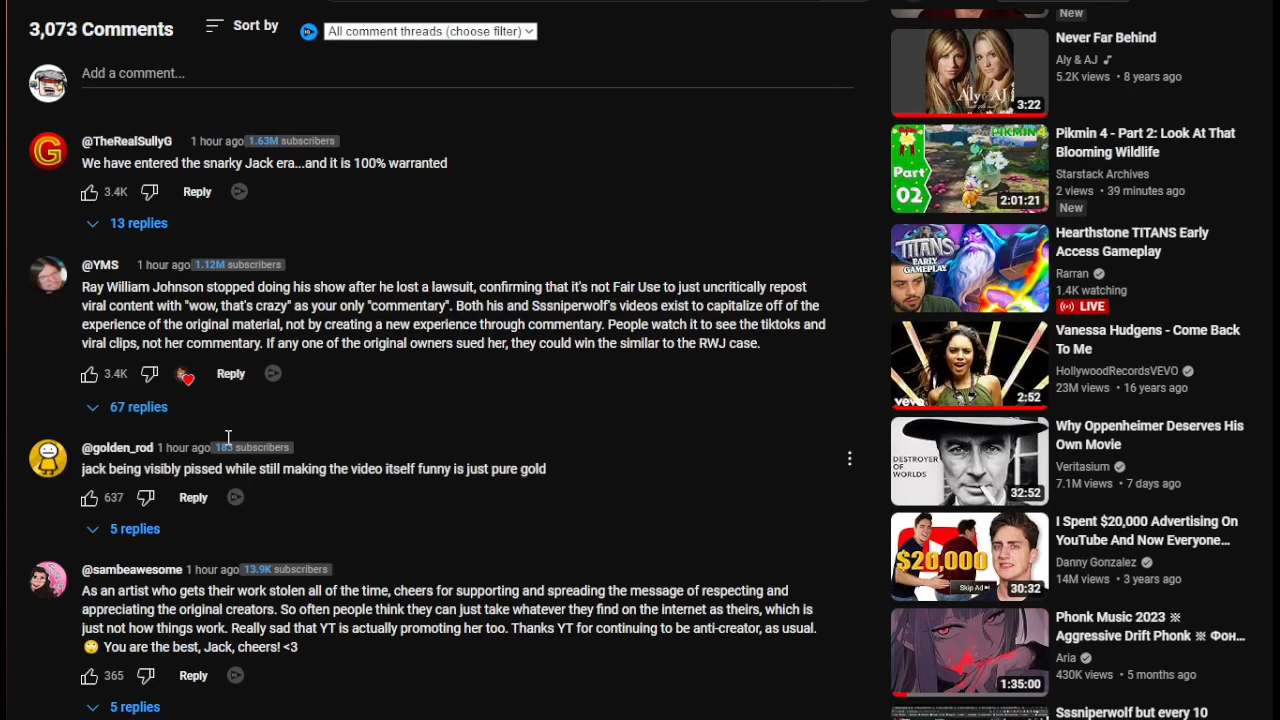 3,073 Comments
Sort by
All comment threads (choose filter)
Add a comment...
@TheRealSullyG 1 hour ago 1.63M subscribers
We have entered the snarky Jack era...and it is 100% warranted
3.4K Reply
13 replies
@YMS 1 hour ago 1.12M subscribers
Ray William Johnson stopped doing his show after he lost a lawsuit, confirming that it's not Fair Use to just uncritically repost
viral content with "wow, that's crazy" as your only "commentary". Both his and Sssniperwolf's videos exist to capitalize off of the
experience of the original material, not by creating a new experience through commentary. People watch it to see the tiktoks and
viral clips, not her commentary. If any one of the original owners sued her, they could win the similar to the RWJ case.
3.4K Reply
67 replies
@golden_rod 1 hour ago 183 subscribers
jack being visibly pissed while still making the video itself funny is just pure gold
637 Reply
5 replies
@sambeawesome 1 hour ago 13.9K subscribers
As an artist who gets their work stolen all of the time, cheers for supporting and spreading the message of respecting and
appreciating the original creators. So often people think they can just take whatever they find on the internet as theirs, which is
just not how things work. Really sad that YT is actually promoting her too. Thanks YT for continuing to be anti-creator, as usual.
🙄 You are the best, Jack, cheers! <3
365 Reply
5 replies
New
Aly AJ
3:22
Never Far Behind
Aly & AJ
5.2K views • 8 years ago
PIKMIN 4
Part
02
2:01:21
Pikmin 4 - Part 2: Look At That
Blooming Wildlife
Starstack Archives
2 views • 39 minutes ago
New
TITANS
EARLY
GAMEPLAY
Hearthstone TITANS Early
Access Gameplay
Rarran
1.4K watching
LIVE
vevo
2:52
Vanessa Hudgens - Come Back
To Me
HollywoodRecordsVEVO
23M views • 16 years ago
DESTROYER
OF
WORLDS
32:52
Why Oppenheimer Deserves His
Own Movie
Veritasium
7.1M views • 7 days ago
$20,000
Skip Ad
30:32
I Spent $20,000 Advertising On
YouTube And Now Everyone...
Danny Gonzalez
14M views • 3 years ago
1:35:00
Phonk Music 2023 ※
Aggressive Drift Phonk ※ Фон...
Aria
430K views • 5 months ago
Sssniperwolf but every 10